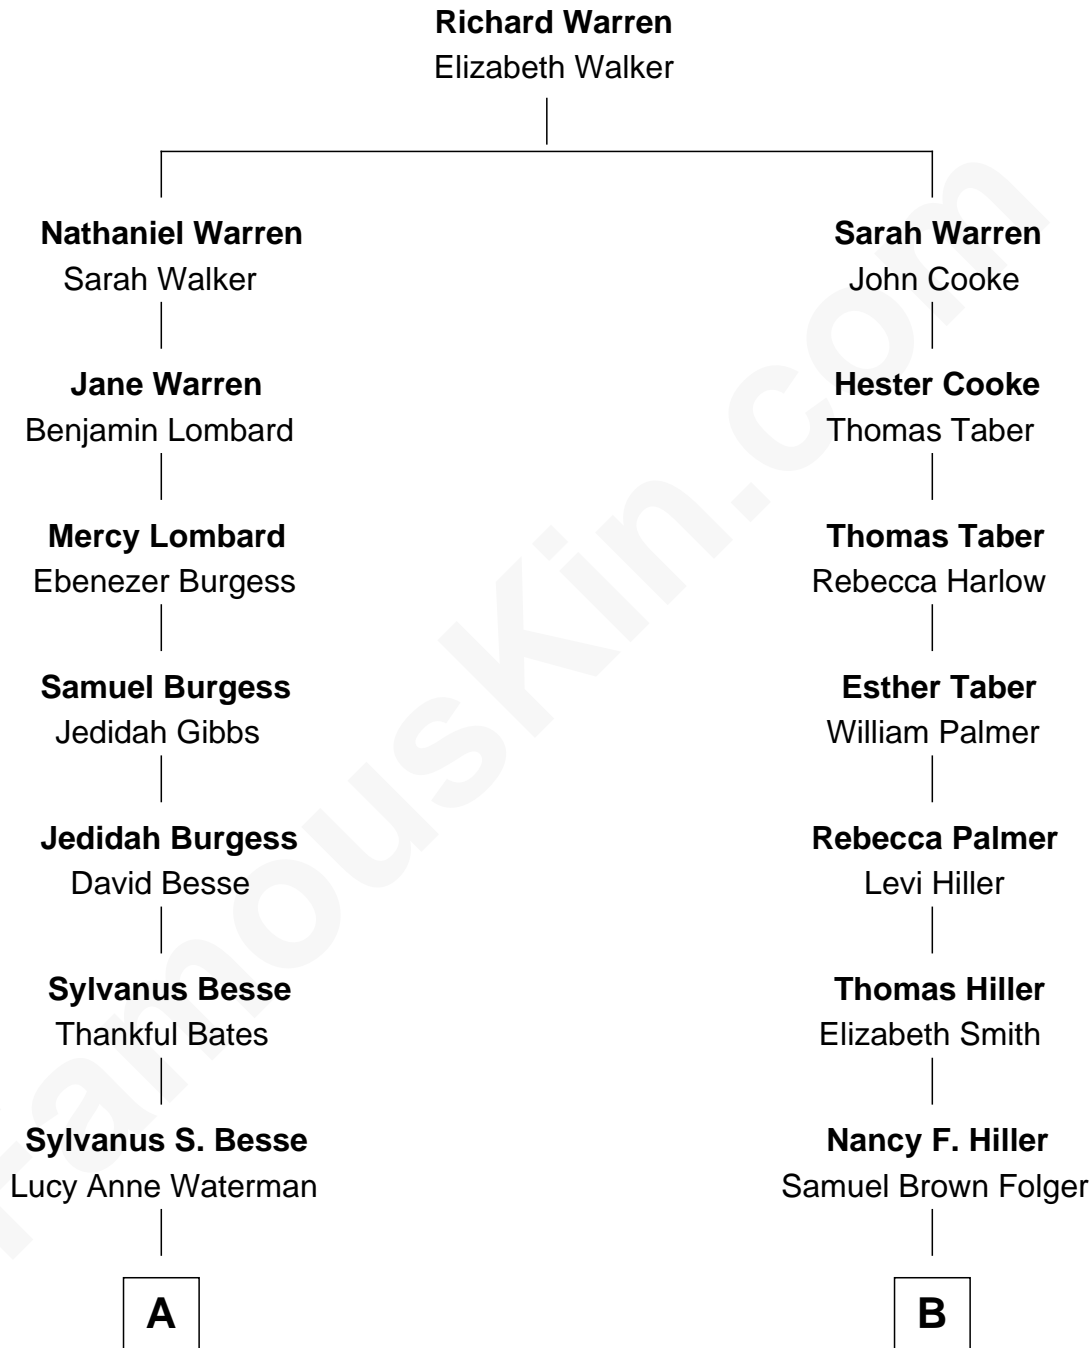 Richard Warren
Elizabeth Walker
Nathaniel Warren
Sarah Walker
Jane Warren
Benjamin Lombard
Mercy Lombard
Ebenezer Burgess
Samuel Burgess
Jedidah Gibbs
Jedidah Burgess
David Besse
Sylvanus Besse
Thankful Bates
Sylvanus S. Besse
Lucy Anne Waterman
A
Sarah Warren
John Cooke
Hester Cooke
Thomas Taber
Thomas Taber
Rebecca Harlow
Esther Taber
William Palmer
Rebecca Palmer
Levi Hiller
Thomas Hiller
Elizabeth Smith
Nancy F. Hiller
Samuel Brown Folger
B
FamousKin.com